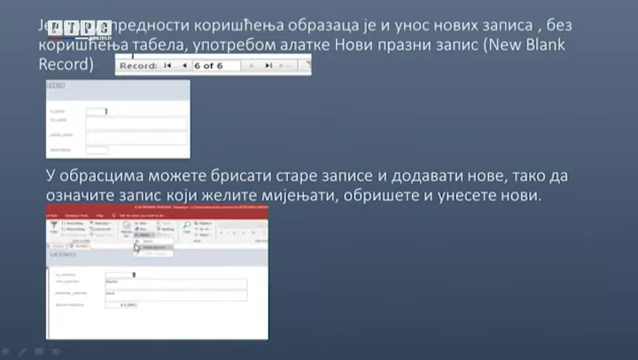 предности коришћења образаца је и унос нових записа , без
коришћења табела, употребом алатке Нови празни запис (New Blank
Record)
Record: 6 of 6
У обрасцима можете брисати старе записе и додавати нове, тако да
означите запис који желите мијењати, обришете и унесете нови.